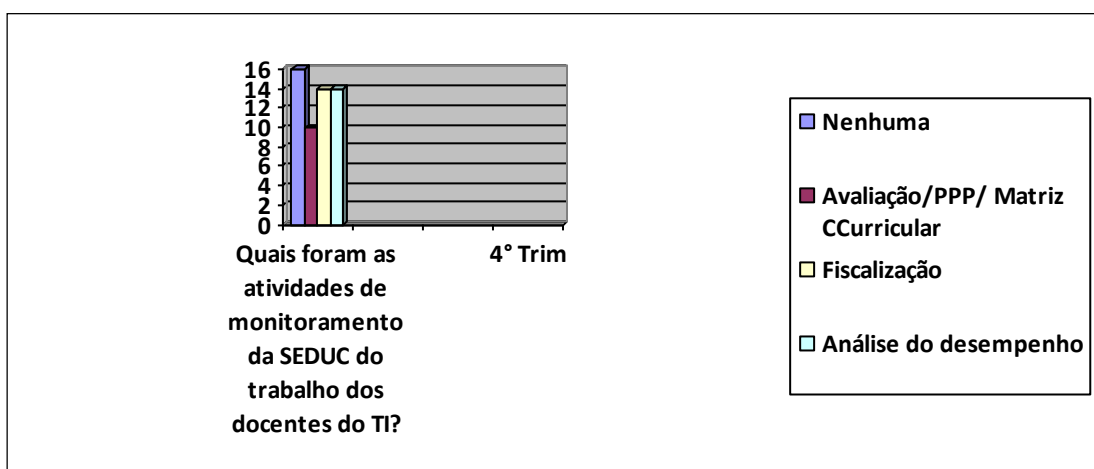 16
14
12
10
8
6
4
2
0
Quais foram as
atividades de
monitoramento
da SEDUC do
trabalho dos
docentes do TI?
4° Trim
Nenhuma
Avaliação/PPP/ Matriz
CCurricular
Fiscalização
Análise do desempenho